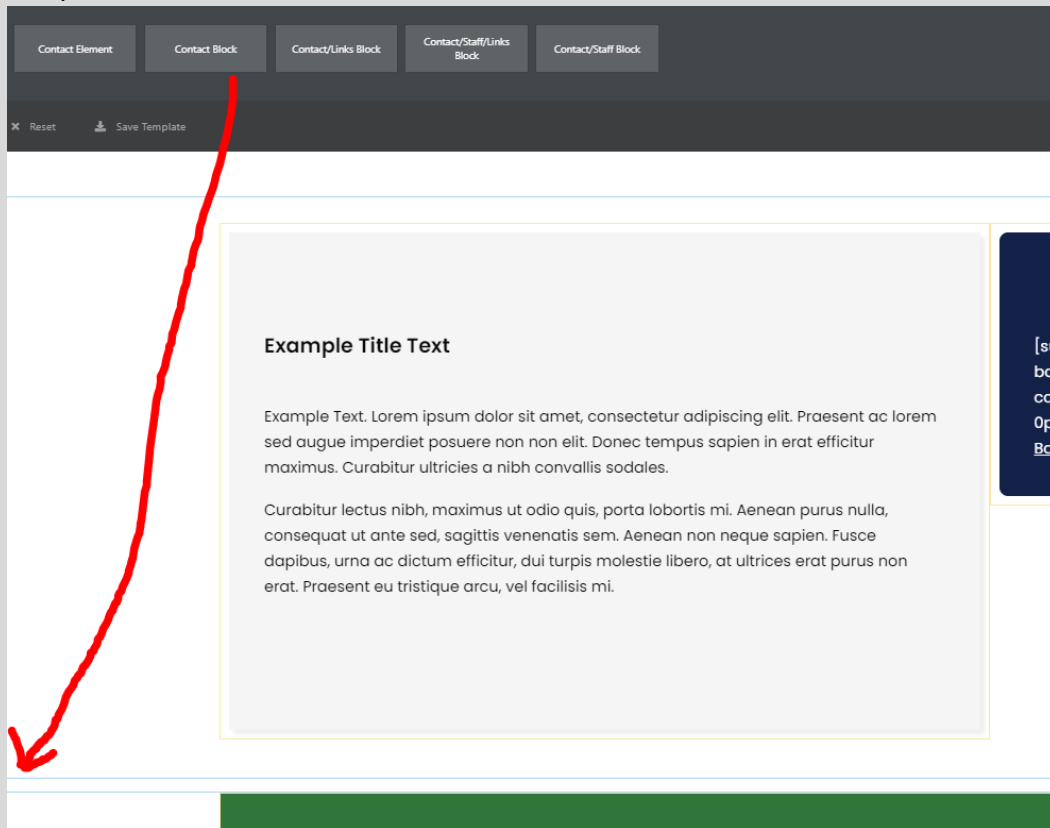 Contact Element
Contact Block
Contact/Links Block
Contact/Staff/Links
Block
Contact/Staff Block
Reset
Save Template
Example Title Text
Example Text. Lorem ipsum dolor sit amet, consectetur adipiscing elit. Praesent ac lorem
sed augue imperdiet posuere non non elit. Donec tempus sapien in erat efficitur
maximus. Curabitur ultricies a nibh convallis sodales.
Curabitur lectus nibh, maximus ut odio quis, porta lobortis mi. Aenean purus nulla,
consequat ut ante sed, sagittis venenatis sem. Aenean non neque sapien. Fusce
dapibus, urna ac dictum efficitur, dui turpis molestie libero, at ultrices erat purus non
erat. Praesent eu tristique arcu, vel facilisis mi.